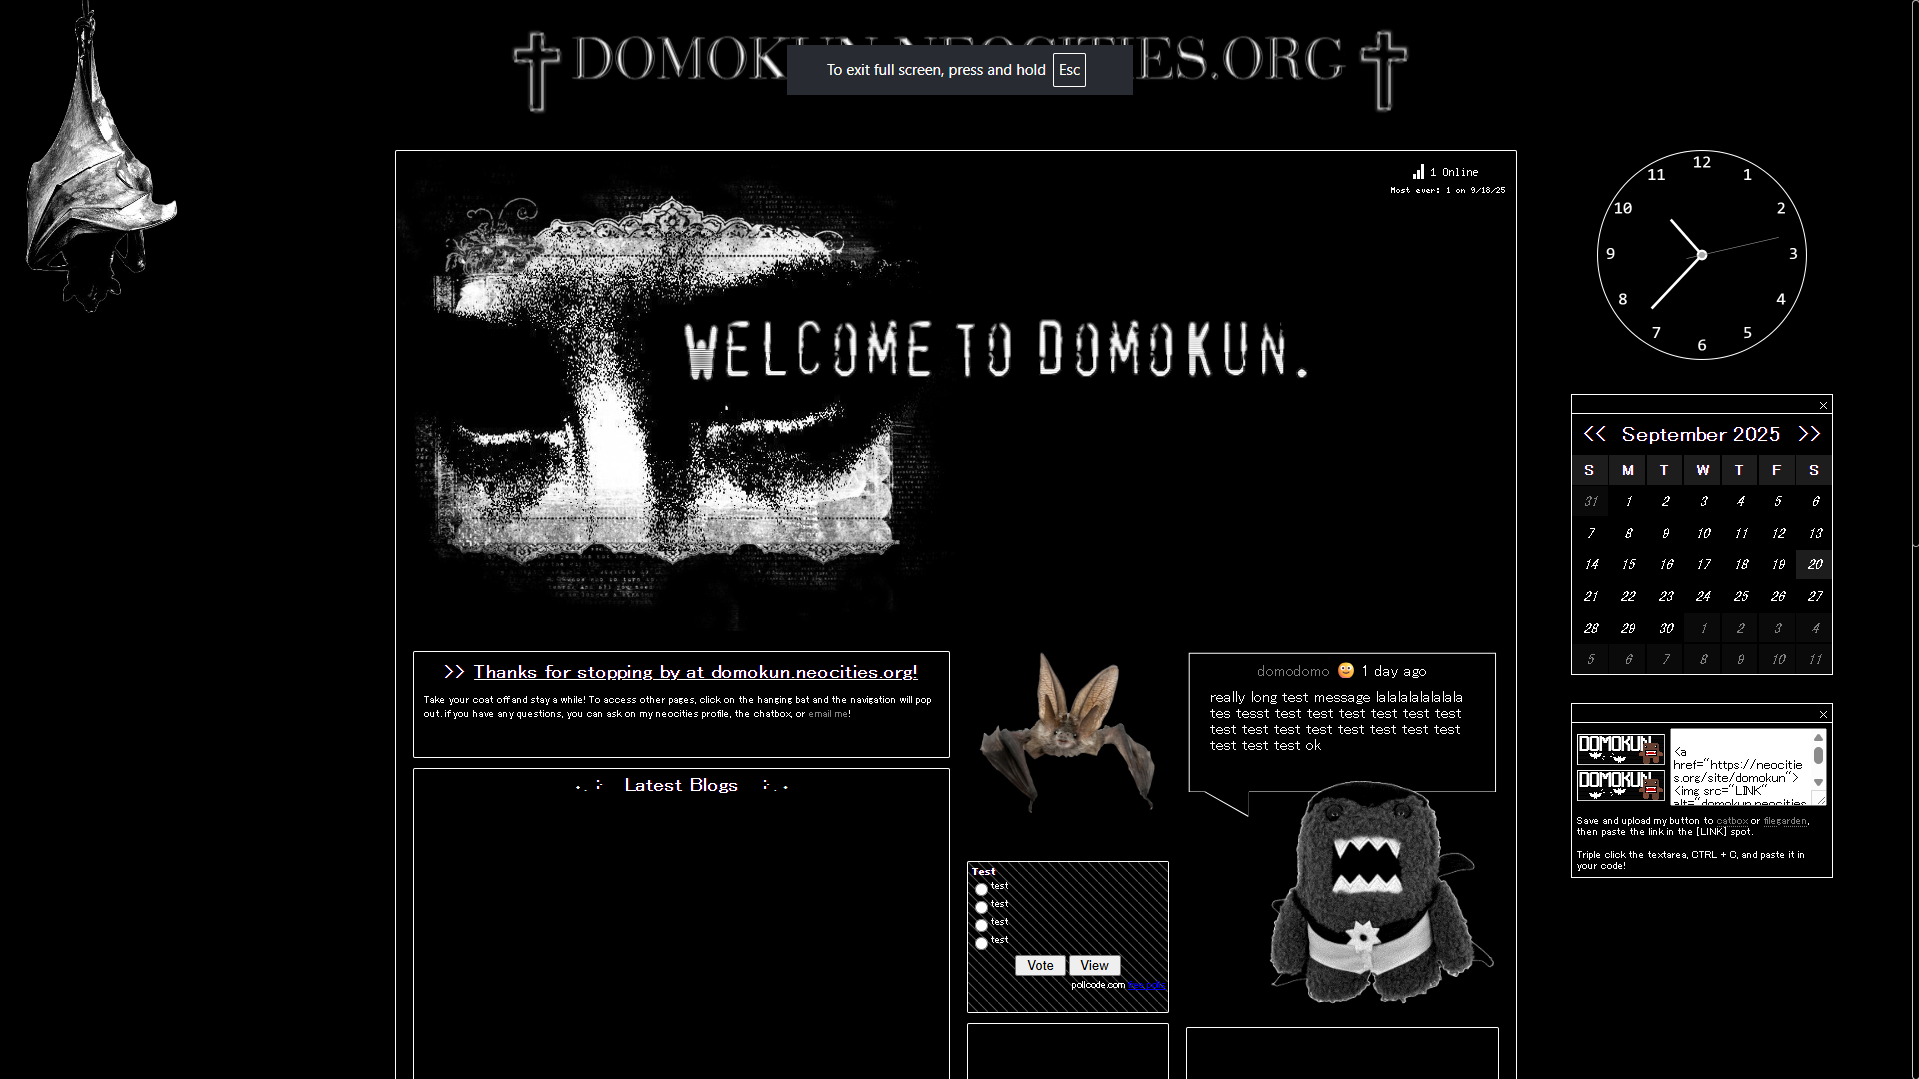 DOMOKUN.NEOCITIES.ORG
To exit full screen, press and hold Esc
1 Online
Most ever: 1 on 9/18/25
WELCOME TO DOMOKUN.
12
11 1
10 2
9 3
8 4
7 5
6
×
<< September 2025 >>
S M T W T F S
31 1 2 3 4 5 6
7 8 9 10 11 12 13
14 15 16 17 18 19 20
21 22 23 24 25 26 27
28 29 30 1 2 3 4
5 6 7 8 9 10 11
>> Thanks for stopping by at domokun.neocities.org!
Take your coat off and stay a while! To access other pages, click on the hanging bat and the navigation will pop
out. if you have any questions, you can ask on my neocities profile, the chatbox, or email me!
Latest Blogs
domodomo 🙂 1 day ago
really long test message lalalalalalalala
tes tesst test test test test test test
test test test test test test test test
test test test ok
Test
test
test
test
test
Vote View
pollcode.com
×
DOMOKUN
DOMOKUN
<a
href="https://neocitie
s.org/site/domokun">
<img src="LINK"
alt="domokun.neocities
Save and upload my button to catbox or filegarden,
then paste the link in the [LINK] spot.
Triple click the textarea, CTRL + C, and paste it in
your code!